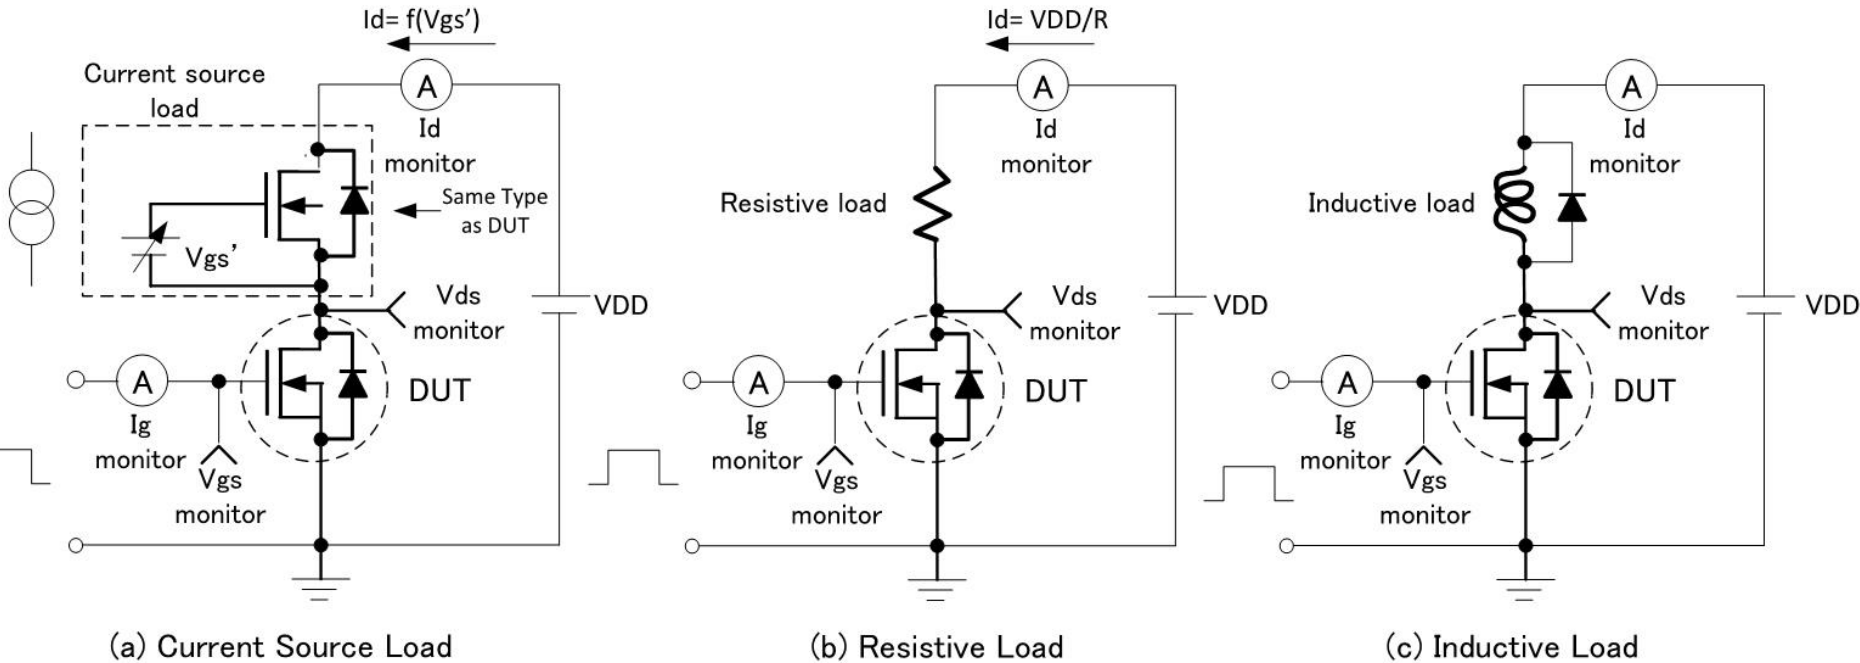 Id= f(Vgs')
Current source
load
A
Id
monitor
Same Type
as DUT
Vgs'
Vds
monitor
VDD
A
DUT
Ig
monitor
Vgs
monitor
(a) Current Source Load
Id= VDD/R
A
Id
monitor
Resistive load
Vds
monitor
VDD
A
DUT
Ig
monitor
Vgs
monitor
(b) Resistive Load
A
Id
monitor
Inductive load
Vds
monitor
VDD
A
DUT
Ig
monitor
Vgs
monitor
(c) Inductive Load